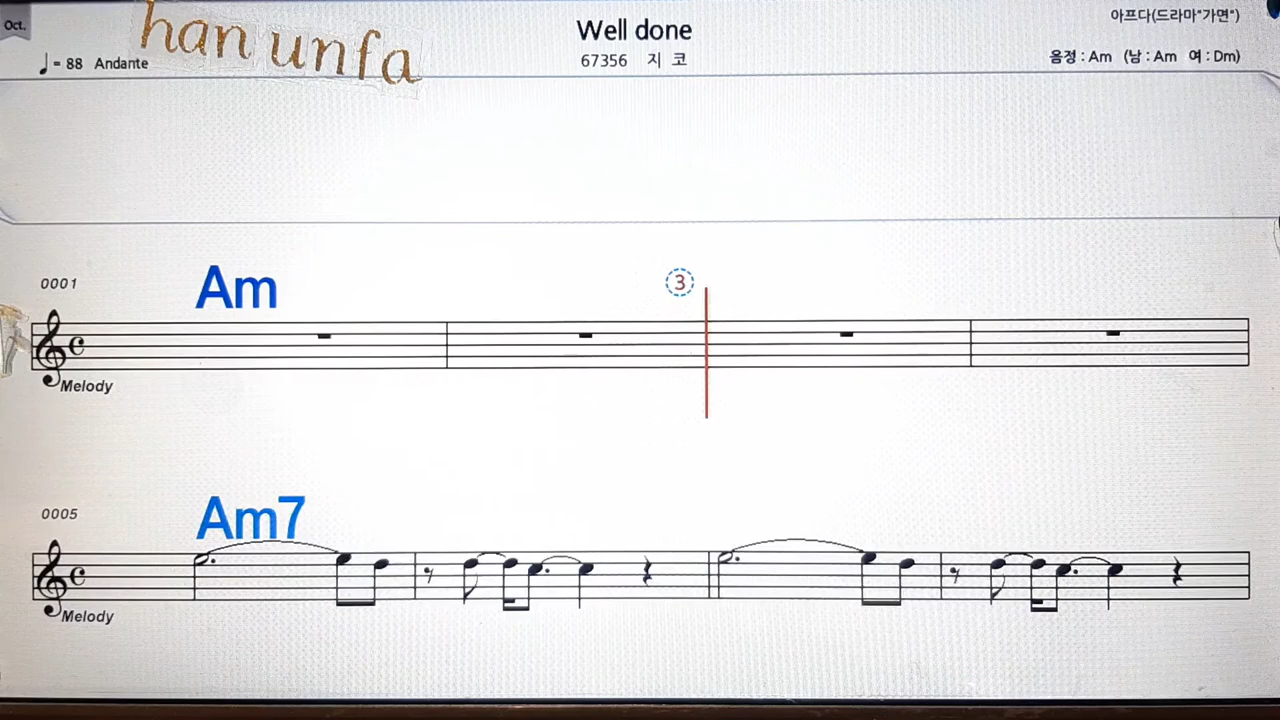 Oct.
han unfa
Well done
아프다(드라마"가면")
♩= 88 Andante
67356 지 코
음정 : Am (남 : Am 여 : Dm)
0001
Am
3
Melody
0005
Am7
Melody